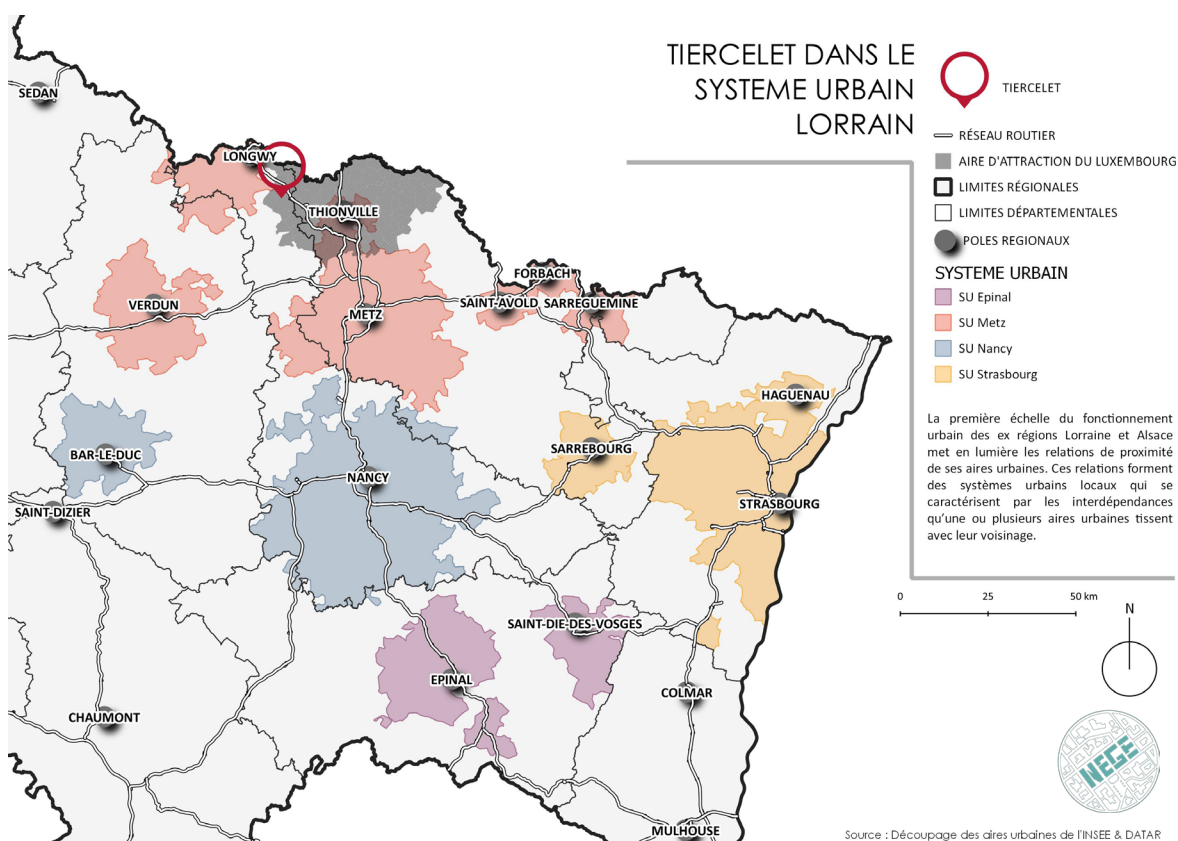 TIERCELET DANS LE
SYSTEME URBAIN
LORRAIN
TIERCELET
RÉSEAU ROUTIER
AIRE D'ATTRACTION DU LUXEMBOURG
LIMITES RÉGIONALES
LIMITES DÉPARTEMENTALES
POLES REGIONAUX
SYSTEME URBAIN
SU Epinal
SU Metz
SU Nancy
SU Strasbourg
La première échelle du fonctionnement
urbain des ex régions Lorraine et Alsace
met en lumière les relations de proximité
de ses aires urbaines. Ces relations forment
des systèmes urbains locaux qui se
caractérisent par les interdépendances
qu'une ou plusieurs aires urbaines tissent
avec leur voisinage.
0 25 50 km
N
NEGE
Source : Découpage des aires urbaines de l'INSEE & DATAR
SEDAN
LONGWY
THIONVILLE
FORBACH
VERDUN
SAINT-AVOLD
SARREGUEMINE
METZ
HAGUENAU
BAR-LE-DUC
SARREBOURG
NANCY
SAINT-DIZIER
STRASBOURG
SAINT-DIE-DES-VOSGES
EPINAL
COLMAR
CHAUMONT
MULHOUSE